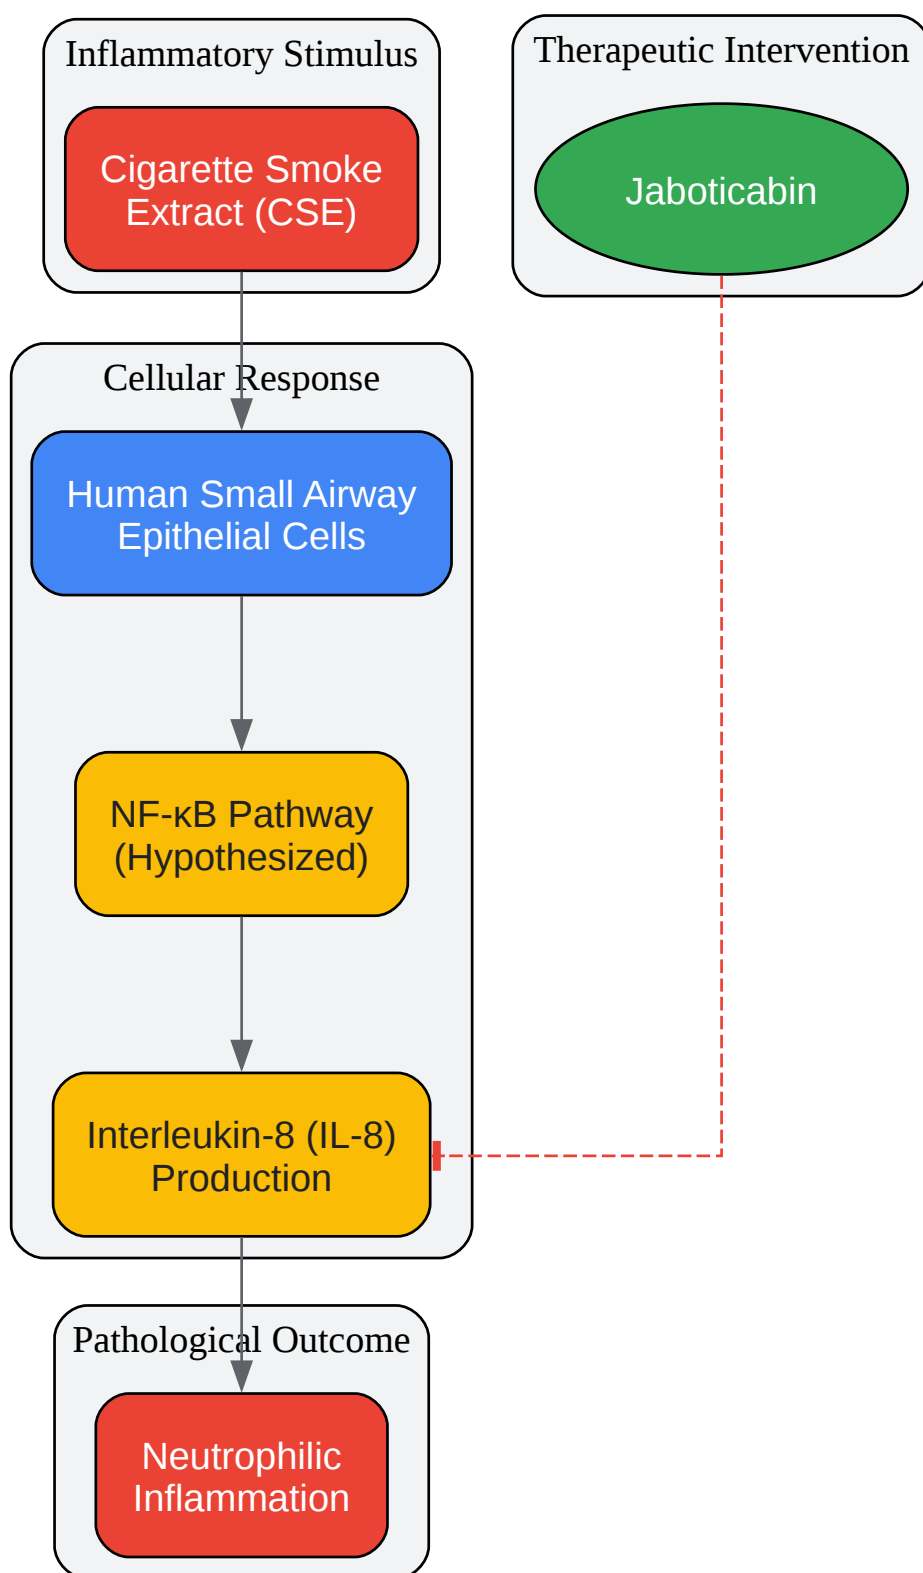 Inflammatory Stimulus
Cigarette Smoke
Extract (CSE)
Therapeutic Intervention
Jaboticabin
Cellular Response
Human Small Airway
Epithelial Cells
NF-κB Pathway
(Hypothesized)
Interleukin-8 (IL-8)
Production
Pathological Outcome
Neutrophilic
Inflammation